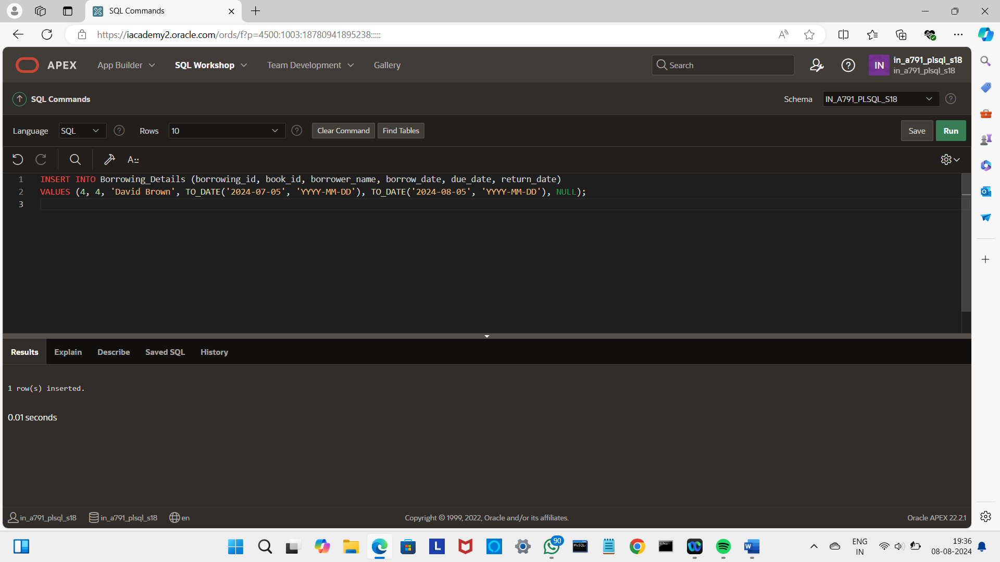 SQL Commands
https://iacademy2.oracle.com/ords/f?p=4500:1003:18780941895238:::::
APEX App Builder SQL Workshop Team Development Gallery Search IN in_a791_plsql_s18
in_a791_plsql_s18
SQL Commands Schema IN_A791_PLSQL_S18
Language SQL Rows 10 Clear Command Find Tables Save Run
A::
1 INSERT INTO Borrowing_Details (borrowing_id, book_id, borrower_name, borrow_date, due_date, return_date)
2 VALUES (4, 4, 'David Brown', TO_DATE('2024-07-05', 'YYYY-MM-DD'), TO_DATE('2024-08-05', 'YYYY-MM-DD'), NULL);
3
Results Explain Describe Saved SQL History
1 row(s) inserted.
0.01 seconds
in_a791_plsql_s18 in_a791_plsql_s18 en Copyright © 1999, 2022, Oracle and/or its affiliates. Oracle APEX 22.2.1
L 90 MySQL W ENG 19:36
IN 08-08-2024